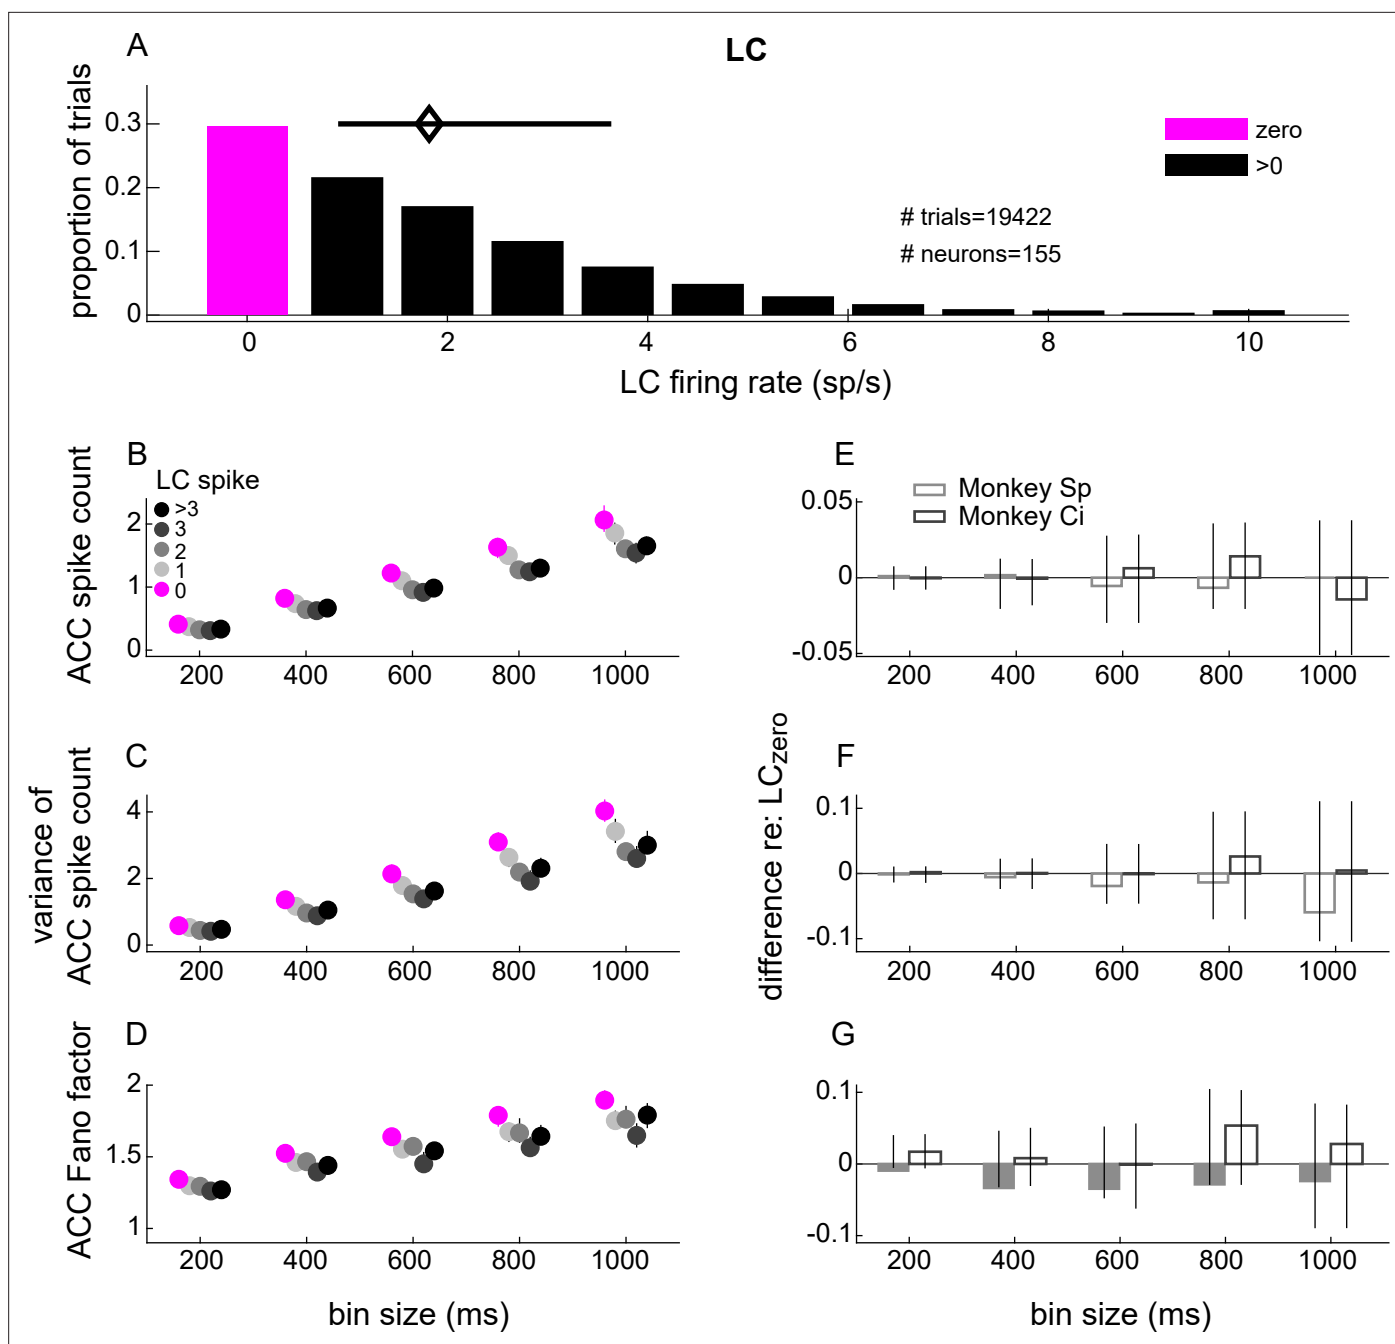 A
LC
proportion of trials
0.3
0.2
0.1
0
zero
>0
# trials=19422
# neurons=155
0 2 4 6 8 10
LC firing rate (sp/s)
B
ACC spike count
LC spike
>3
3
2
1
0
2
1
0
200 400 600 800 1000
E
Monkey Sp
Monkey Ci
0.05
0
-0.05
200 400 600 800 1000
C
variance of
ACC spike count
4
2
0
200 400 600 800 1000
difference re: LCzero
F
0.1
0
-0.1
200 400 600 800 1000
D
ACC Fano factor
2
1.5
1
200 400 600 800 1000
bin size (ms)
G
0.1
0
-0.1
200 400 600 800 1000
bin size (ms)